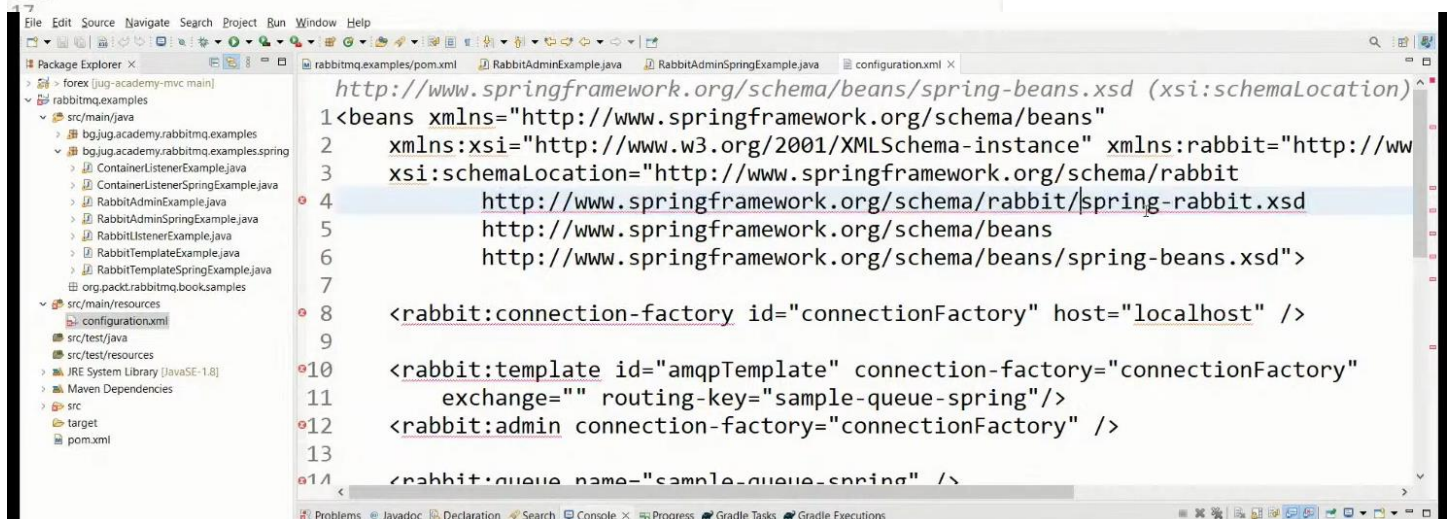 17
File Edit Source Navigate Search Project Run Window Help
Package Explorer
rabbitmq.examples/pom.xml RabbitAdminExample.java RabbitAdminSpringExample.java configuration.xml
> forex [jug-academy-mvc main]
rabbitmq.examples
src/main/java
bg.jug.academy.rabbitmq.examples
bg.jug.academy.rabbitmq.examples.spring
ContainerListenerExample.java
ContainerListenerSpringExample.java
RabbitAdminExample.java
RabbitAdminSpringExample.java
RabbitLIstenerExample.java
RabbitTemplateExample.java
RabbitTemplateSpringExample.java
org.packt.rabbitmq.book.samples
src/main/resources
configuration.xml
src/test/java
src/test/resources
JRE System Library [JavaSE-1.8]
Maven Dependencies
src
target
pom.xml
http://www.springframework.org/schema/beans/spring-beans.xsd (xsi:schemaLocation)
1 <beans xmlns="http://www.springframework.org/schema/beans"
2 xmlns:xsi="http://www.w3.org/2001/XMLSchema-instance" xmlns:rabbit="http://ww
3 xsi:schemaLocation="http://www.springframework.org/schema/rabbit
4 http://www.springframework.org/schema/rabbit/spring-rabbit.xsd
5 http://www.springframework.org/schema/beans
6 http://www.springframework.org/schema/beans/spring-beans.xsd">
7
8 <rabbit:connection-factory id="connectionFactory" host="localhost" />
9
10 <rabbit:template id="amqpTemplate" connection-factory="connectionFactory"
11 exchange="" routing-key="sample-queue-spring"/>
12 <rabbit:admin connection-factory="connectionFactory" />
13
14 <rabbit:queue name="sample-queue-spring" />
Problems Javadoc Declaration Search Console Progress Gradle Tasks Gradle Executions